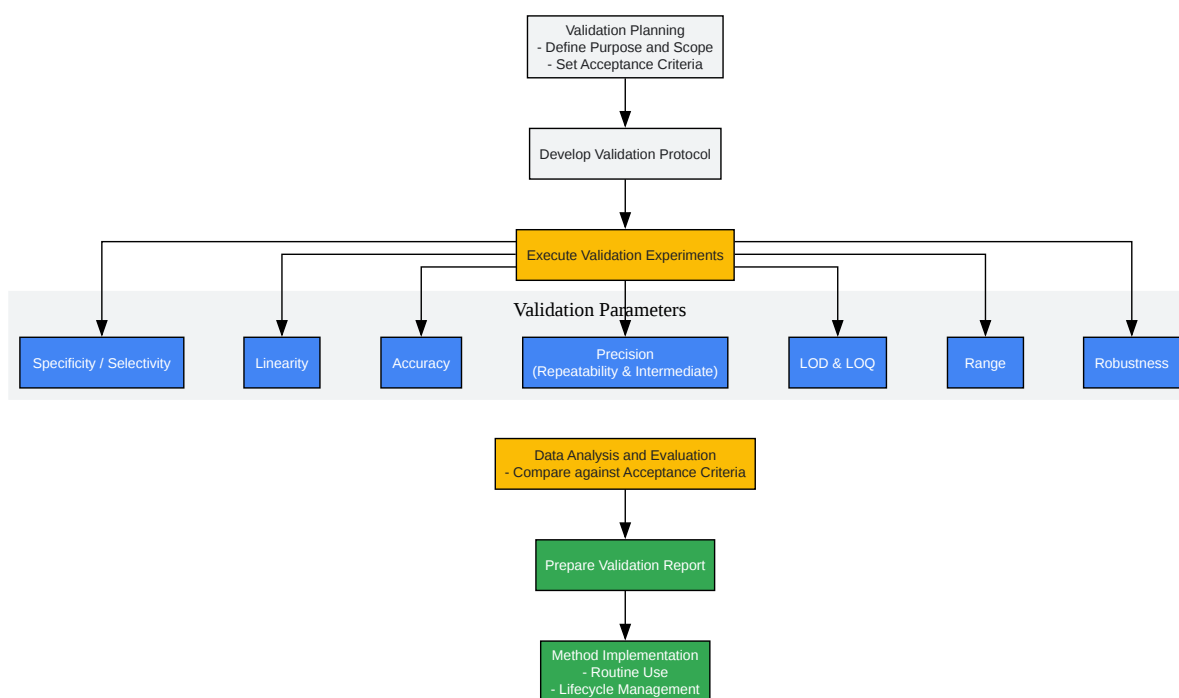 Validation Planning
- Define Purpose and Scope
- Set Acceptance Criteria
Develop Validation Protocol
Execute Validation Experiments
Validation Parameters
Specificity / Selectivity
Linearity
Accuracy
Precision
(Repeatability & Intermediate)
LOD & LOQ
Range
Robustness
Data Analysis and Evaluation
- Compare against Acceptance Criteria
Prepare Validation Report
Method Implementation
- Routine Use
- Lifecycle Management